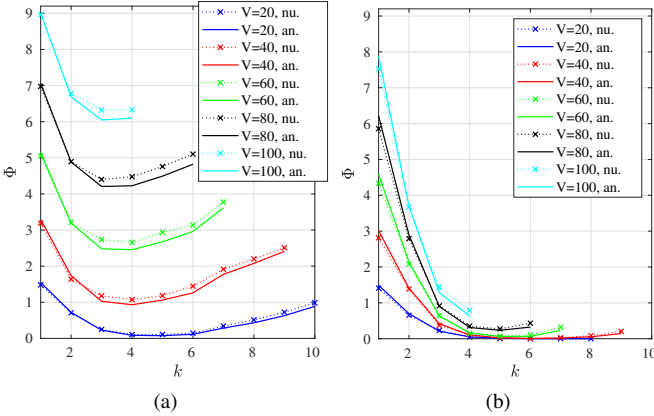 9
8
7
6
5
4
3
2
1
0
Φ
2
4
6
8
10
k
V=20, nu.
V=20, an.
V=40, nu.
V=40, an.
V=60, nu.
V=60, an.
V=80, nu.
V=80, an.
V=100, nu.
V=100, an.
(a)
9
8
7
6
5
4
3
2
1
0
Φ
2
4
6
8
10
k
V=20, nu.
V=20, an.
V=40, nu.
V=40, an.
V=60, nu.
V=60, an.
V=80, nu.
V=80, an.
V=100, nu.
V=100, an.
(b)